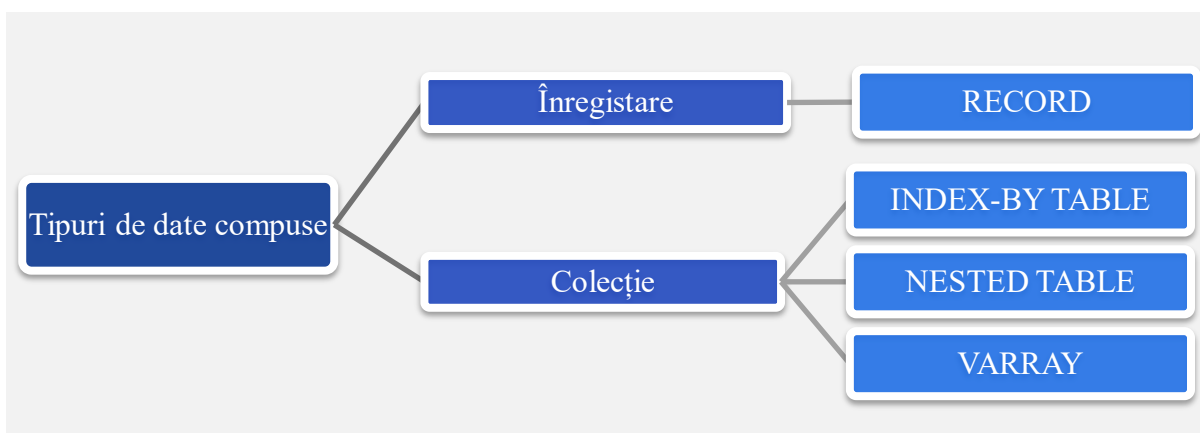 Tipuri de date compuse
Înregistare
RECORD
Colecție
INDEX-BY TABLE
NESTED TABLE
VARRAY